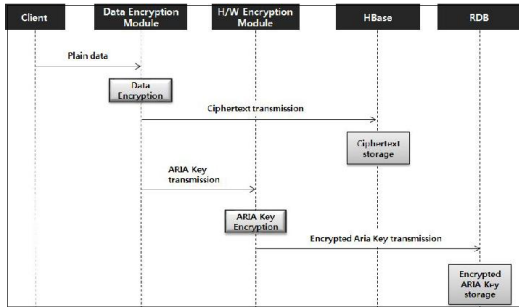 Client
Data Encryption
Module
H/W Encryption
Module
HBase
RDB
Plain data
Data
Encryption
Ciphertext transmission
Ciphertext
storage
ARIA Key
transmission
ARIA Key
Encryption
Encrypted Aria Key transmission
Encrypted
ARIA Key
storage